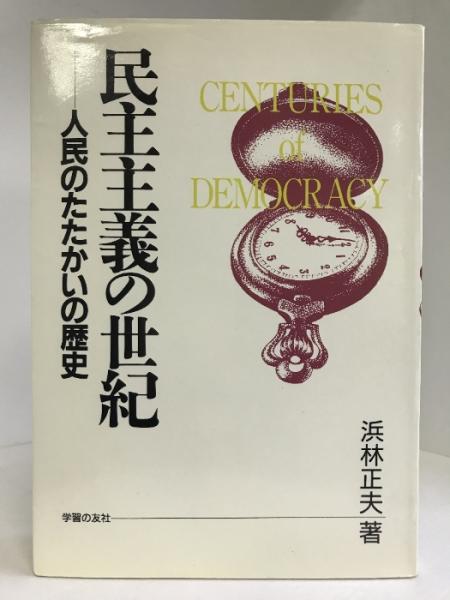 民主主義の世紀
――人民のたたかいの歴史
CENTURIES
of
DEMOCRACY
浜林正夫 著
学習の友社